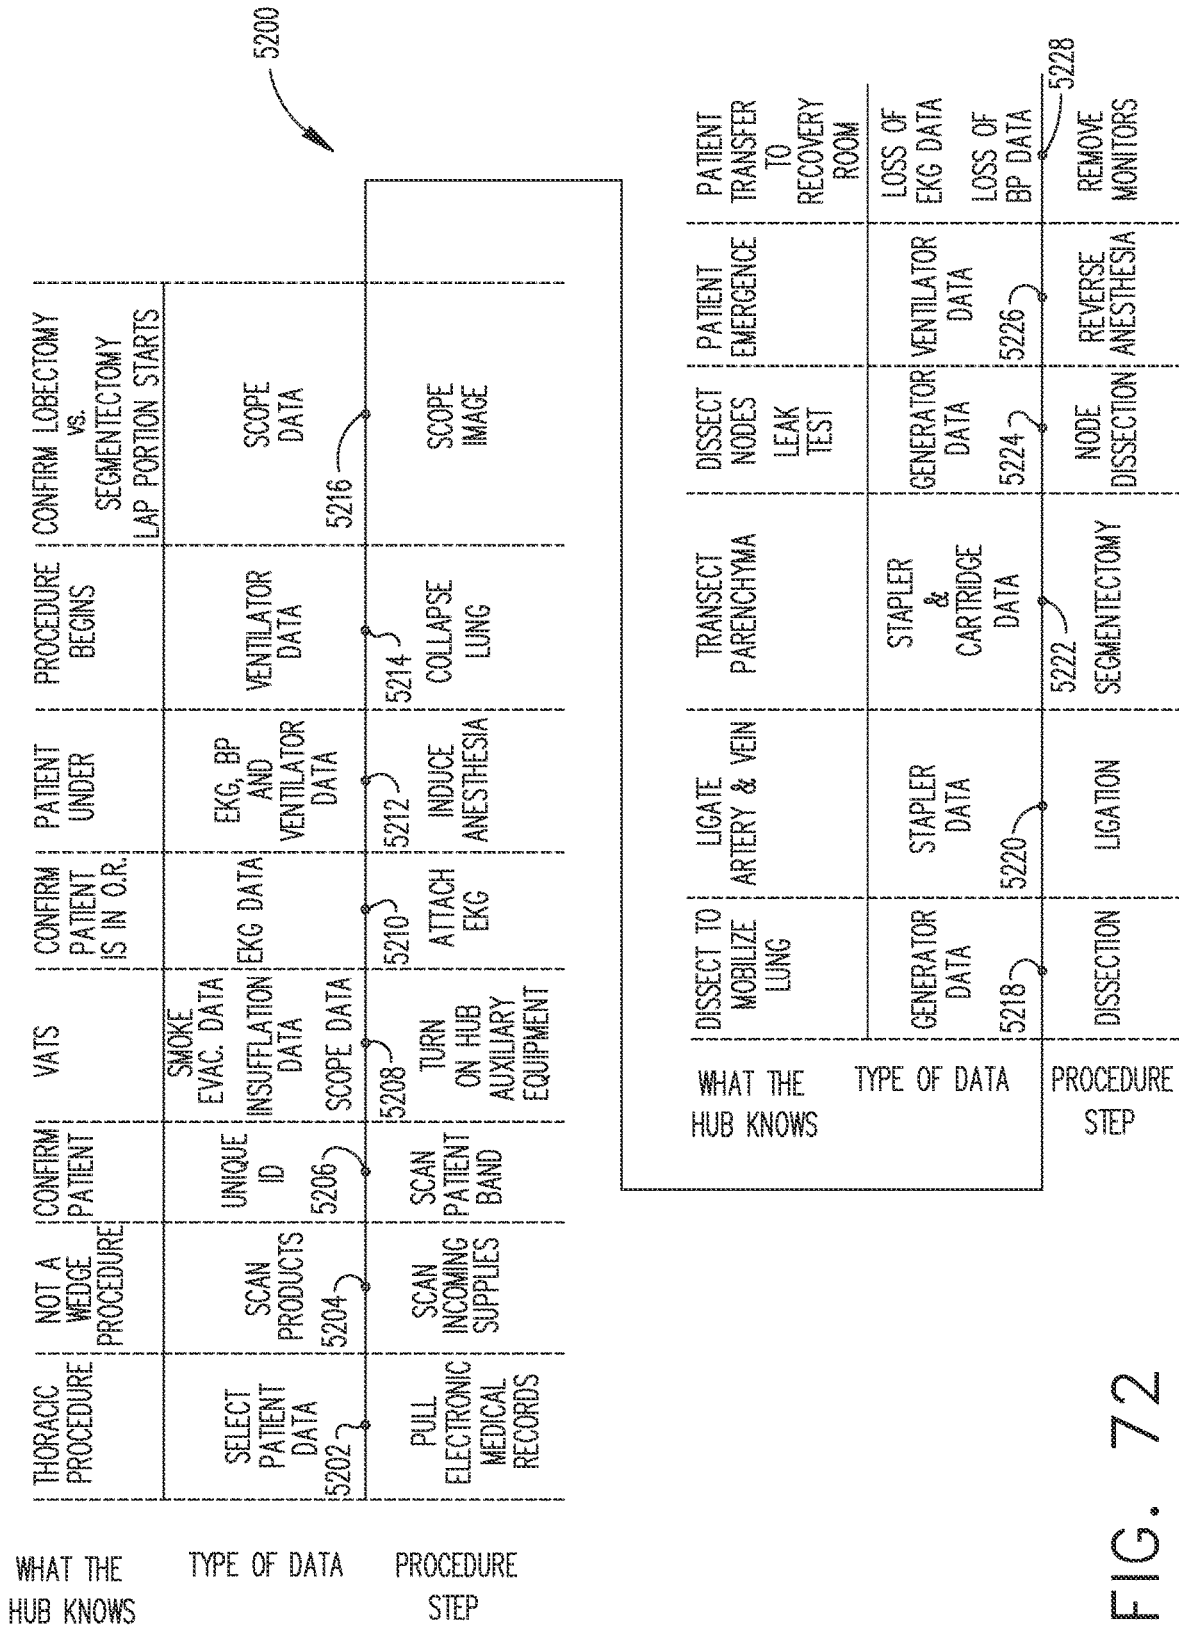 5200
WHAT THE
HUB KNOWS
THORACIC
PROCEDURE
NOT A
WEDGE
PROCEDURE
CONFIRM
PATIENT
VATS
CONFIRM
PATIENT
IS IN O.R.
PATIENT
UNDER
PROCEDURE
BEGINS
CONFIRM LOBECTOMY
vs.
SEGMENTECTOMY
LAP PORTION STARTS
TYPE OF DATA
SELECT
PATIENT
DATA
5202
SCAN
PRODUCTS
5204
UNIQUE
ID
5206
SMOKE
EVAC. DATA
INSUFFLATION
DATA
SCOPE DATA
5208
EKG DATA
5210
EKG, BP
AND
VENTILATOR
DATA
5212
VENTILATOR
DATA
5214
SCOPE
DATA
5216
PROCEDURE
STEP
PULL
ELECTRONIC
MEDICAL
RECORDS
SCAN
INCOMING
SUPPLIES
SCAN
PATIENT
BAND
TURN
ON HUB
AUXILIARY
EQUIPMENT
ATTACH
EKG
INDUCE
ANESTHESIA
COLLAPSE
LUNG
SCOPE
IMAGE
WHAT THE
HUB KNOWS
DISSECT TO
MOBILIZE
LUNG
LIGATE
ARTERY & VEIN
TRANSECT
PARENCHYMA
DISSECT
NODES
LEAK
TEST
PATIENT
EMERGENCE
PATIENT
TRANSFER
TO
RECOVERY
ROOM
TYPE OF DATA
GENERATOR
DATA
5218
STAPLER
DATA
5220
STAPLER
&
CARTRIDGE
DATA
5222
GENERATOR
DATA
5224
VENTILATOR
DATA
5226
LOSS OF
EKG DATA
LOSS OF
BP DATA
5228
PROCEDURE
STEP
DISSECTION
LIGATION
SEGMENTECTOMY
NODE
DISSECTION
REVERSE
ANESTHESIA
REMOVE
MONITORS
FIG. 72